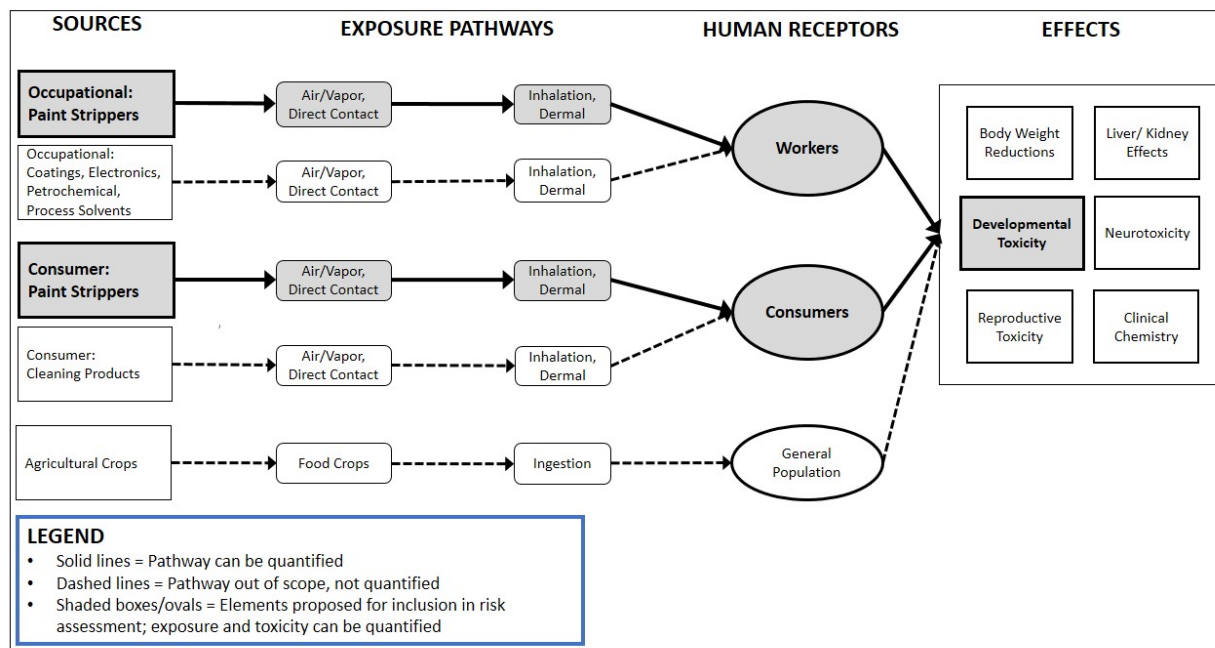 SOURCES
EXPOSURE PATHWAYS
HUMAN RECEPTORS
EFFECTS
Occupational:
Paint Strippers
Air/Vapor,
Direct Contact
Inhalation,
Dermal
Workers
Occupational:
Coatings, Electronics,
Petrochemical,
Process Solvents
Air/Vapor,
Direct Contact
Inhalation,
Dermal
Consumer:
Paint Strippers
Air/Vapor,
Direct Contact
Inhalation,
Dermal
Consumers
Consumer:
Cleaning Products
Air/Vapor,
Direct Contact
Inhalation,
Dermal
Agricultural Crops
Food Crops
Ingestion
General
Population
Body Weight
Reductions
Liver/ Kidney
Effects
Developmental
Toxicity
Neurotoxicity
Reproductive
Toxicity
Clinical
Chemistry
LEGEND
• Solid lines = Pathway can be quantified
• Dashed lines = Pathway out of scope, not quantified
• Shaded boxes/ovals = Elements proposed for inclusion in risk
assessment; exposure and toxicity can be quantified